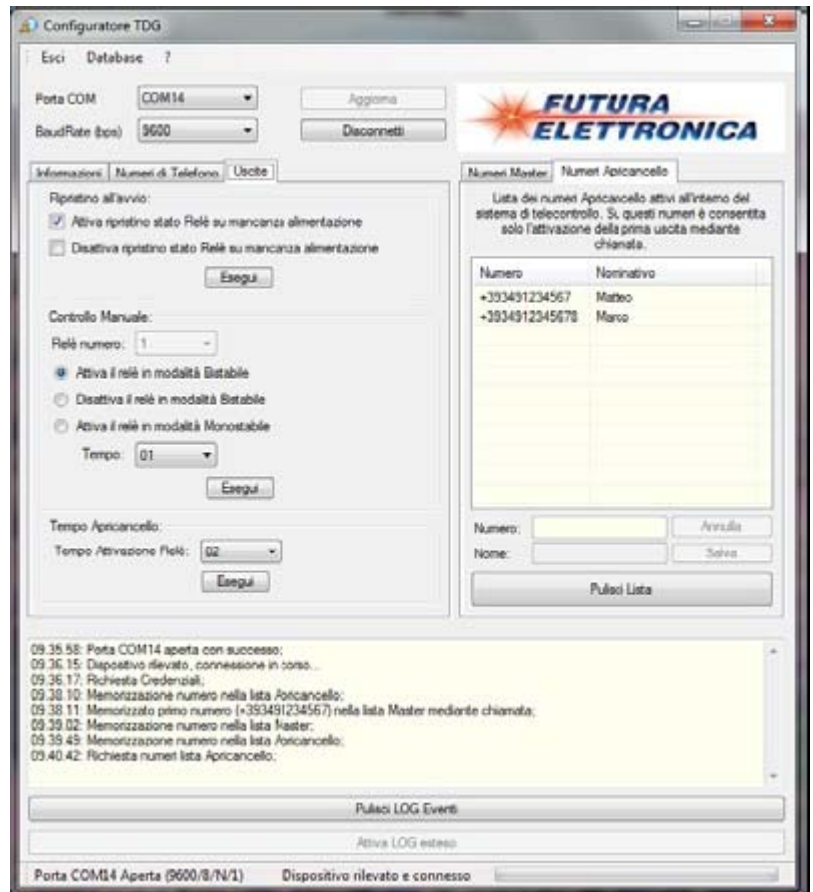 Configuratore TDG
Esci Database ?
Porta COM COM14 Aggiorna
BaudRate (bps) 9600 Disconnetti
FUTURA
ELETTRONICA
Informazioni Numeri di Telefono Uscite
Ripristino all'avvio:
Attiva ripristino stato Relè su mancanza alimentazione
Disattiva ripristino stato Relè su mancanza alimentazione
Esegui
Controllo Manuale:
Relè numero: 1
Attiva il relè in modalità Bistabile
Disattiva il relè in modalità Bistabile
Attiva il relè in modalità Monostabile
Tempo: 01
Esegui
Tempo Apricancello:
Tempo Attivazione Relè: 02
Esegui
Numeri Master Numeri Apricancello
Lista dei numeri Apricancello attivi all'interno del
sistema di telecontrollo. Su questi numeri è consentita
solo l'attivazione della prima uscita mediante
chiamata.
Numero Nominativo
+393491234567 Matteo
+3934912345678 Marco
Numero: Annulla
Nome: Salva
Pulisci Lista
09.35.58: Porta COM14 aperta con successo;
09.36.15: Dispositivo rilevato, connessione in corso...
09.36.17: Richiesta Credenziali;
09.38.10: Memorizzazione numero nella lista Apricancello;
09.38.11: Memorizzato primo numero (+393491234567) nella lista Master mediante chiamata;
09.39.02: Memorizzazione numero nella lista Master;
09.39.49: Memorizzazione numero nella lista Apricancello;
09.40.42: Richiesta numeri lista Apricancello;
Pulisci LOG Eventi
Attiva LOG esteso
Porta COM14 Aperta (9600/8/N/1) Dispositivo rilevato e connesso